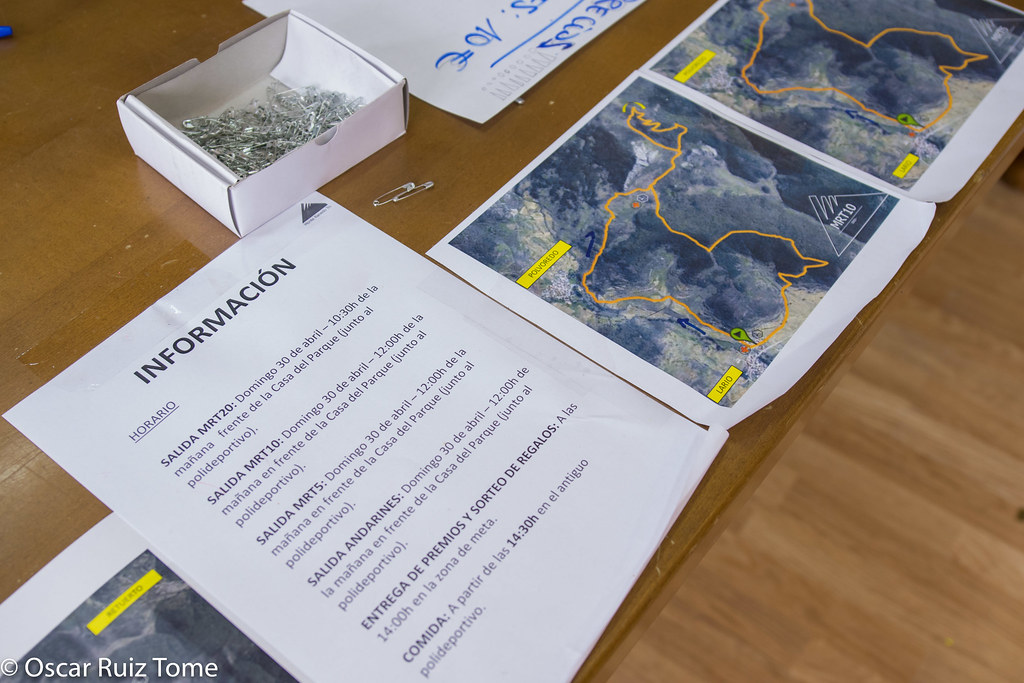 ES: 10 €
INFORMACIÓN
HORARIO
SALIDA MRT20: Domingo 30 de abril – 10:30h de la
mañana frente de la Casa del Parque (junto al
polideportivo).
SALIDA MRT10: Domingo 30 de abril – 12:00h de la
mañana en frente de la Casa del Parque (junto al
polideportivo).
SALIDA MRT5: Domingo 30 de abril – 12:00h de la
mañana en frente de la Casa del Parque (junto al
polideportivo).
SALIDA ANDARINES: Domingo 30 de abril – 12:00h de
la mañana en frente de la Casa del Parque (junto al
polideportivo).
ENTREGA DE PREMIOS Y SORTEO DE REGALOS: A las
14:00h en la zona de meta.
COMIDA: A partir de las 14:30h en el antiguo
polideportivo.
MRT10
POLVOREDO
LARIO
LARIO
RETUERTO
© Oscar Ruiz Tome